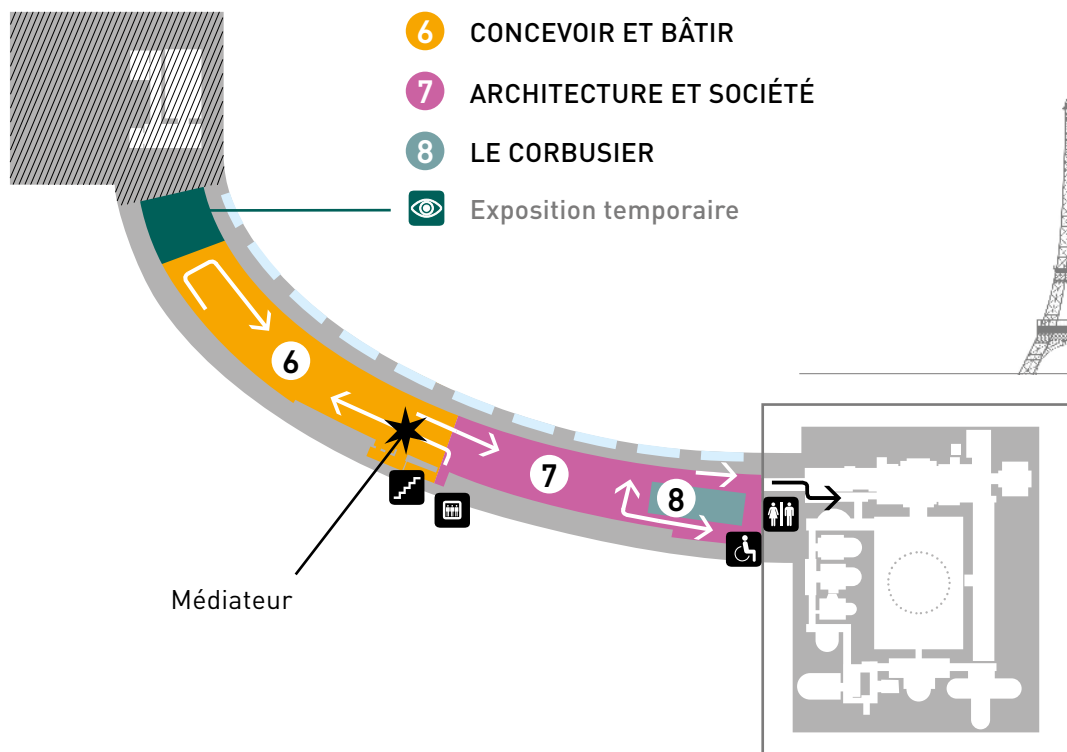 6 CONCEVOIR ET BÂTIR
7 ARCHITECTURE ET SOCIÉTÉ
8 LE CORBUSIER
Exposition temporaire
6
7
8
Médiateur